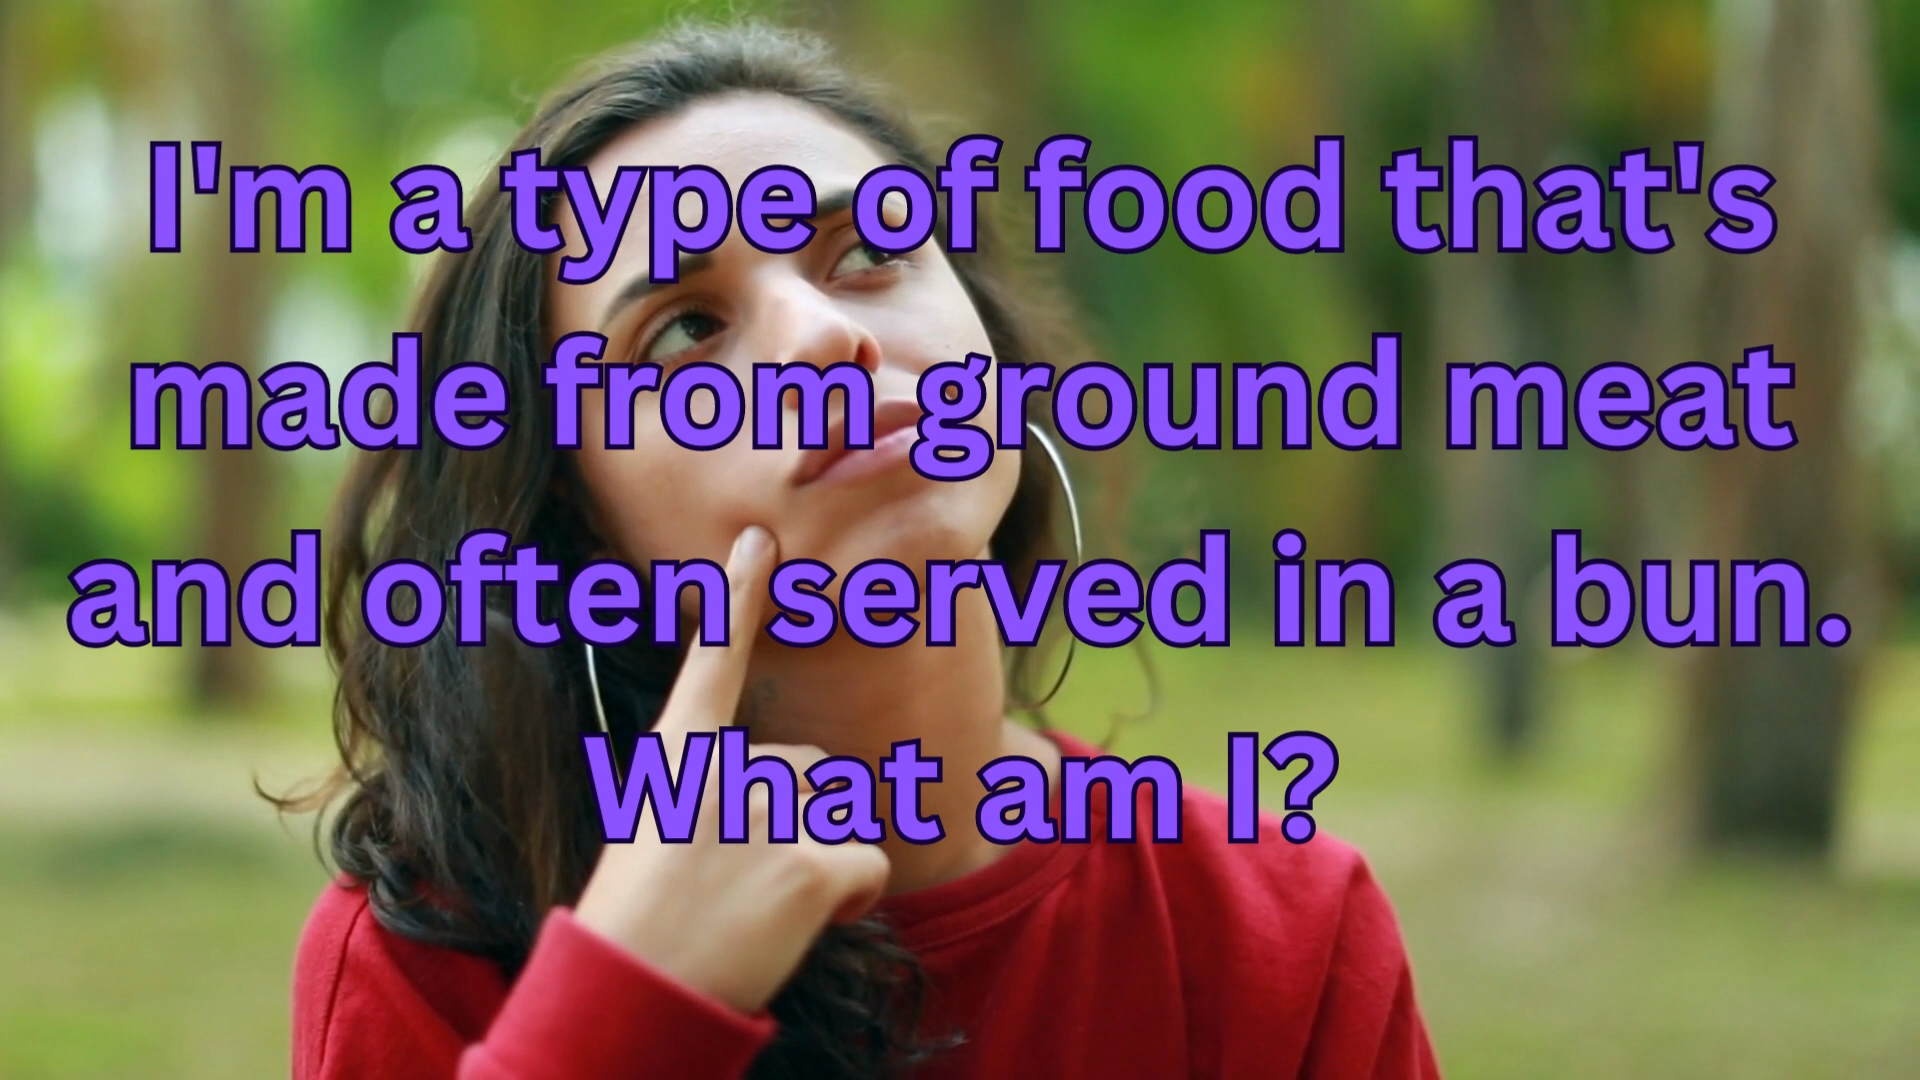 I'm a type of food that's
made from ground meat
and often served in a bun.
What am I?